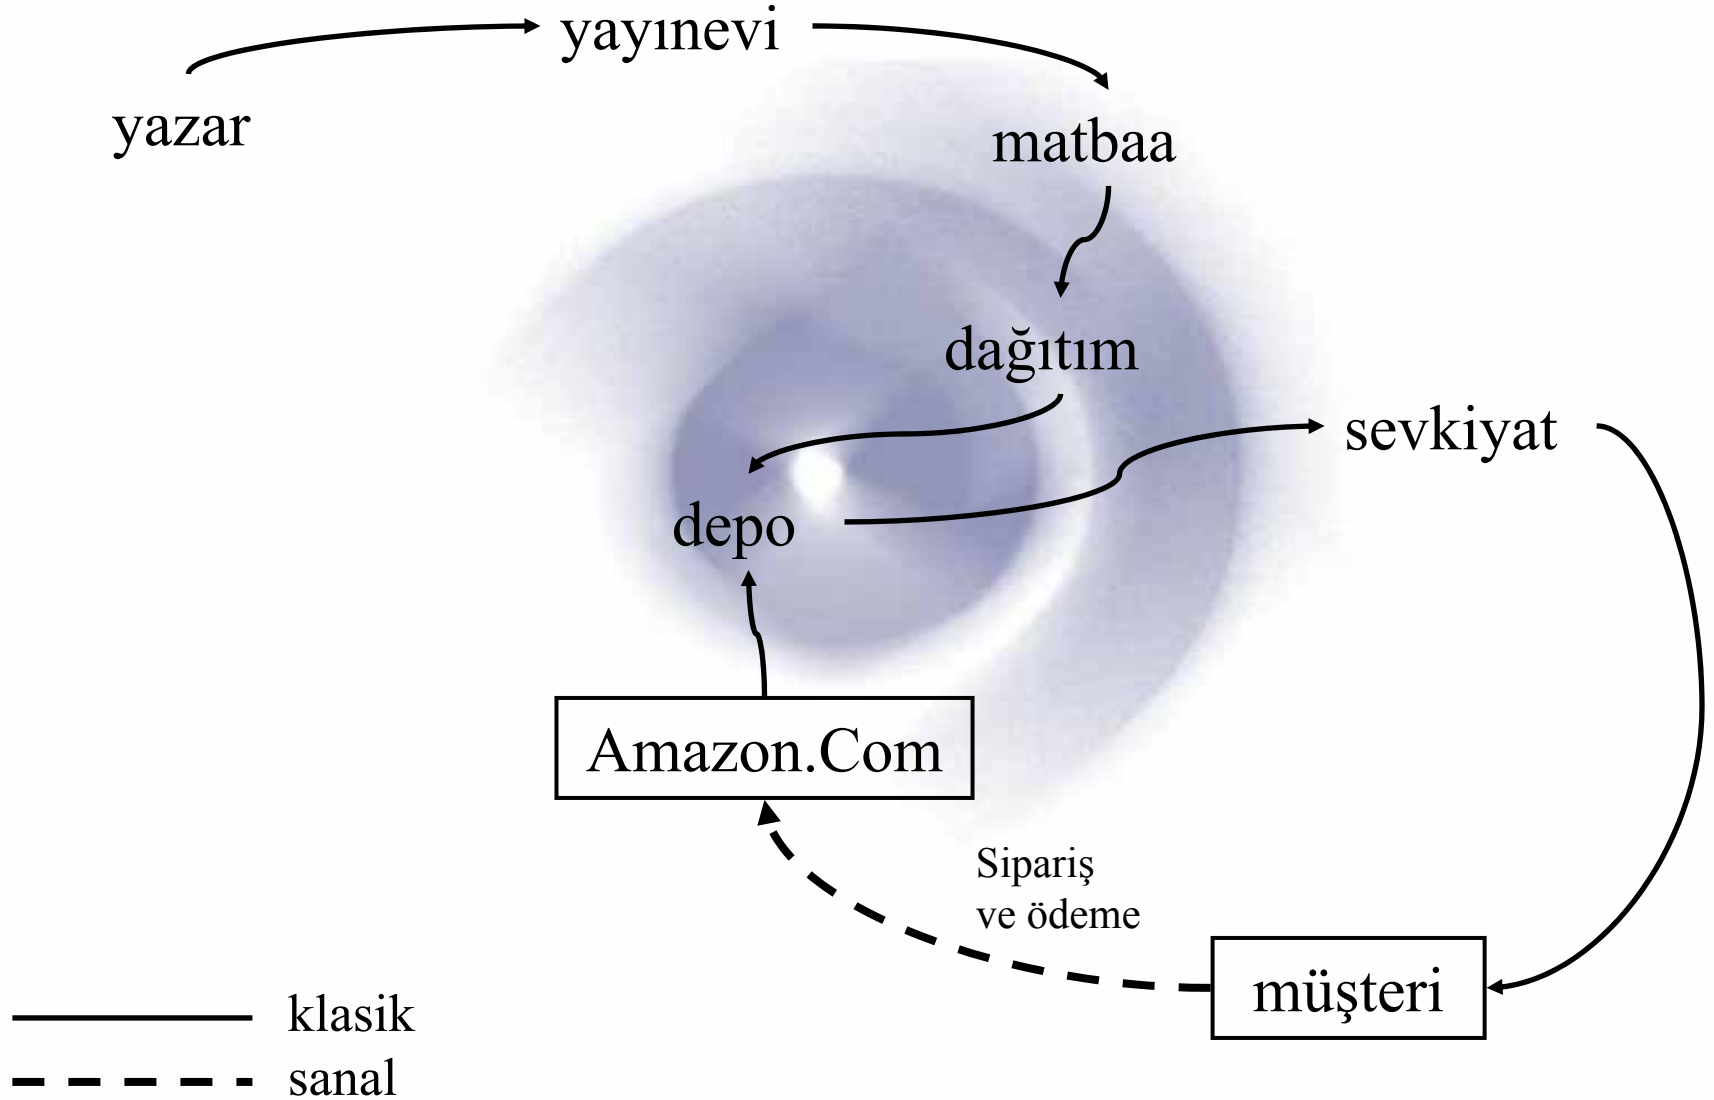 yayınevi
yazar
matbaa
dağıtım
sevkiyat
depo
Amazon.Com
Sipariş
ve ödeme
müşteri
klasik
sanal